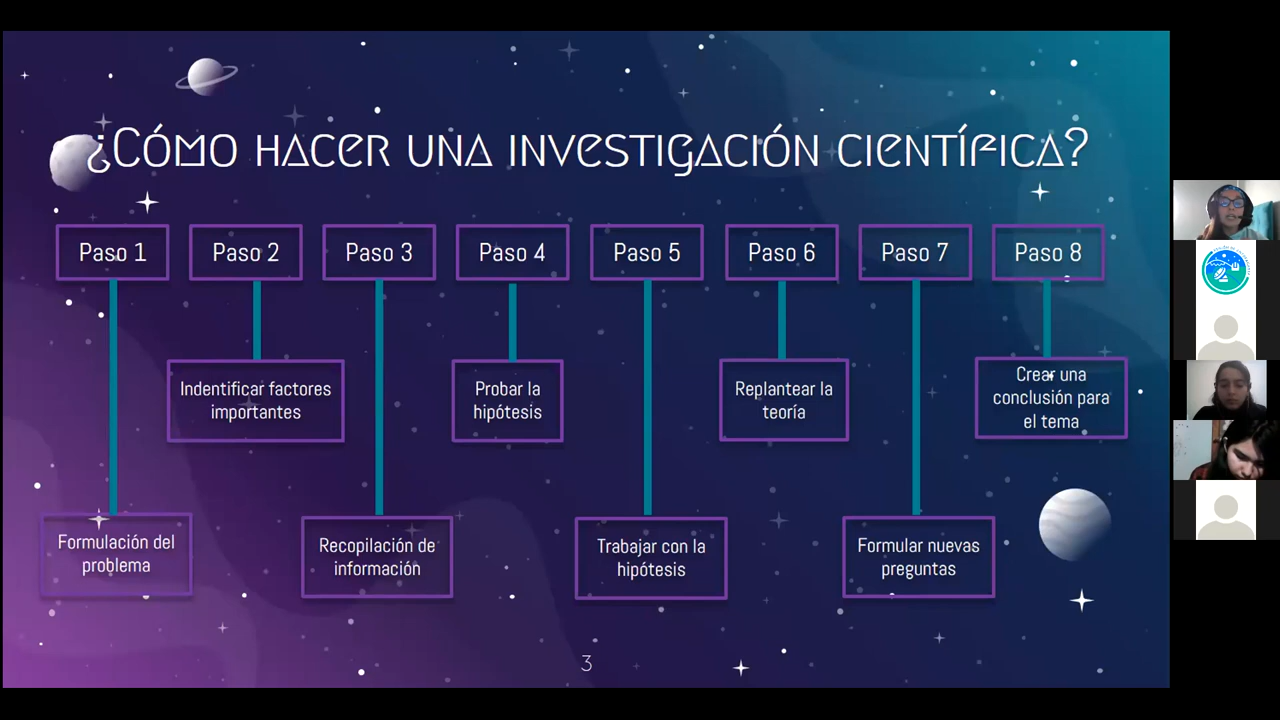 ¿CÓMO HACER UNA INVESTIGACIÓN CIENTÍFICA?
Paso 1
Paso 2
Paso 3
Paso 4
Paso 5
Paso 6
Paso 7
Paso 8
Formulación del
problema
Indentificar factores
importantes
Recopilación de
información
Probar la
hipótesis
Trabajar con la
hipótesis
Replantear la
teoría
Formular nuevas
preguntas
Crear una
conclusión para
el tema
3